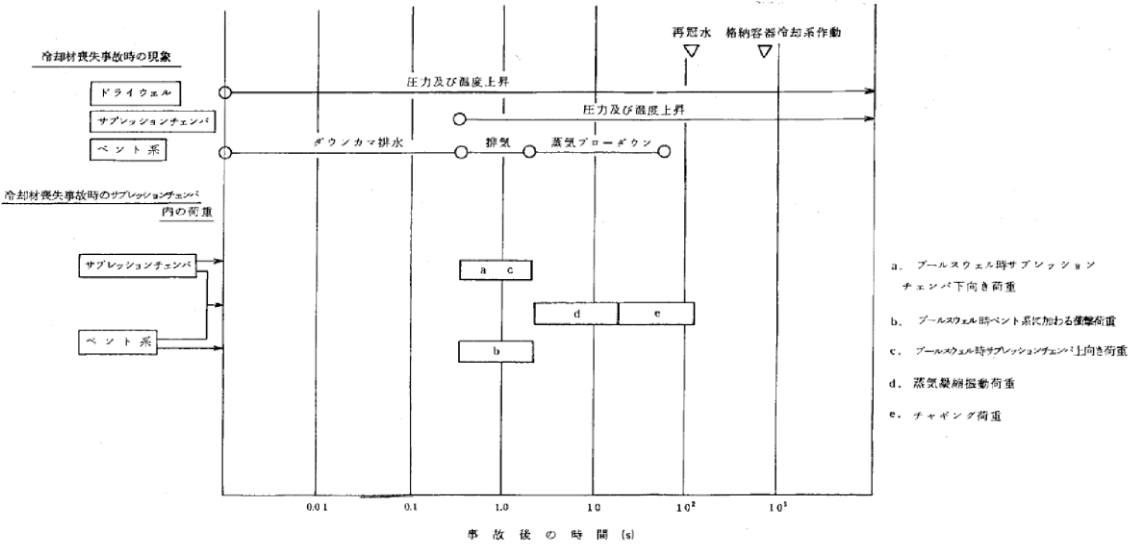 再冠水 格納容器冷却系作動
冷却材喪失事故時の現象
圧力及び温度上昇
ドライウェル
サプレッションチェンバ
圧力及び温度上昇
ベント系
ダウンカマ排水 排気 蒸気ブローダウン
冷却材喪失事故時のサプレッションチェンバ
内の荷重
サプレッションチェンバ
a c
d e
ベント系
b
a. プールスウェル時サプレッション
チェンバ下向き荷重
b. プールスウェル時ベント系に加わる衝撃荷重
c. プールスウェル時サプレッションチェンバ上向き荷重
d. 蒸気凝縮振動荷重
e. チャギング荷重
0.01 0.1 1.0 10 10² 10³
事故後の時間 (s)